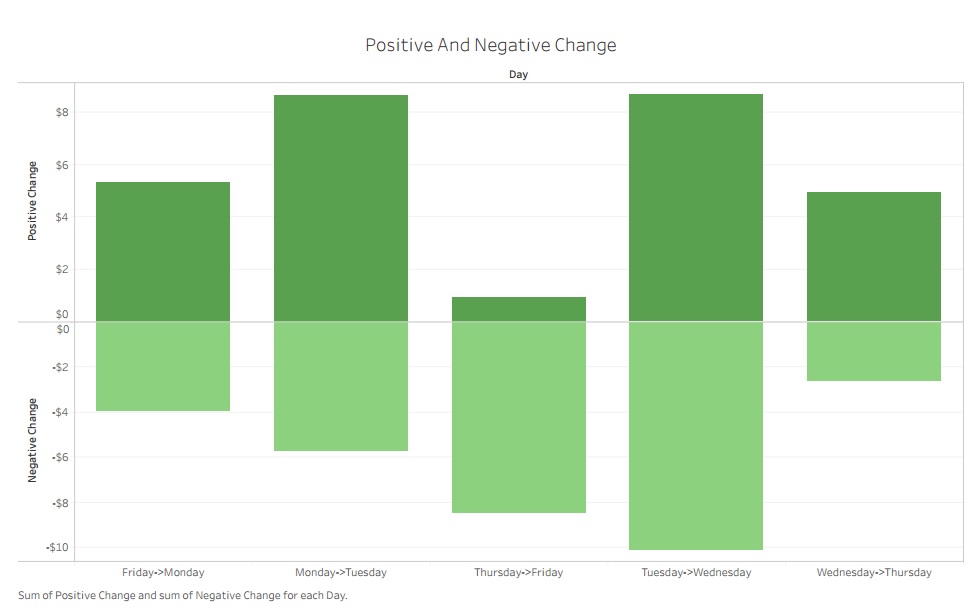 Positive And Negative Change
Day
Positive Change
$8
$6
$4
$2
$0
Negative Change
$0
-$2
-$4
-$6
-$8
-$10
Friday->Monday
Monday->Tuesday
Thursday->Friday
Tuesday->Wednesday
Wednesday->Thursday
Sum of Positive Change and sum of Negative Change for each Day.